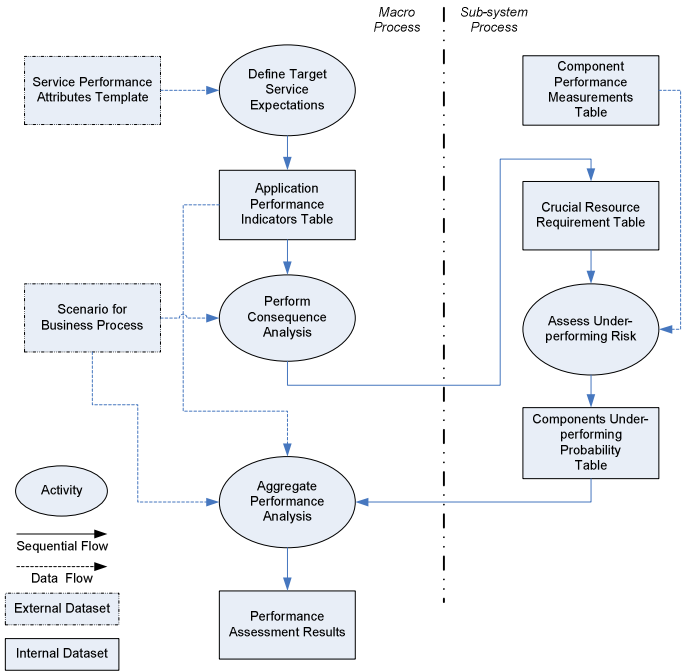 Macro
Process
Sub-system
Process
Service Performance
Attributes Template
Define Target
Service
Expectations
Component
Performance
Measurements
Table
Application
Performance
Indicators Table
Crucial Resource
Requirement Table
Scenario for
Business Process
Perform
Consequence
Analysis
Assess Under-
performing Risk
Components Under-
performing
Probability
Table
Aggregate
Performance
Analysis
Performance
Assessment Results
Activity
Sequential Flow
Data Flow
External Dataset
Internal Dataset